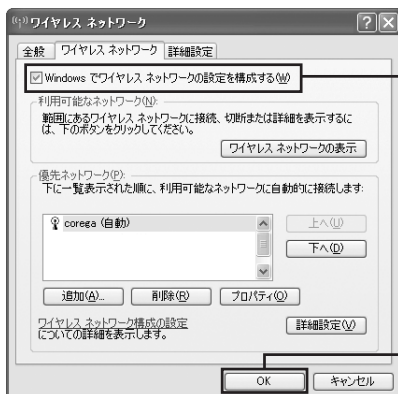 ワイヤレス ネットワーク
全般
ワイヤレス ネットワーク
詳細設定
Windows でワイヤレス ネットワークの設定を構成する(W)
利用可能なネットワーク(N):
範囲にあるワイヤレス ネットワークに接続、切断または詳細を表示するに
は、下のボタンをクリックしてください。
ワイヤレス ネットワークの表示
優先ネットワーク(P):
下に一覧表示された順に、利用可能なネットワークに自動的に接続します:
corega (自動)
上へ(U)
下へ(D)
追加(A)...
削除(R)
プロパティ(O)
ワイヤレス ネットワーク構成の設定
についての詳細を表示します。
詳細設定(V)
OK
キャンセル